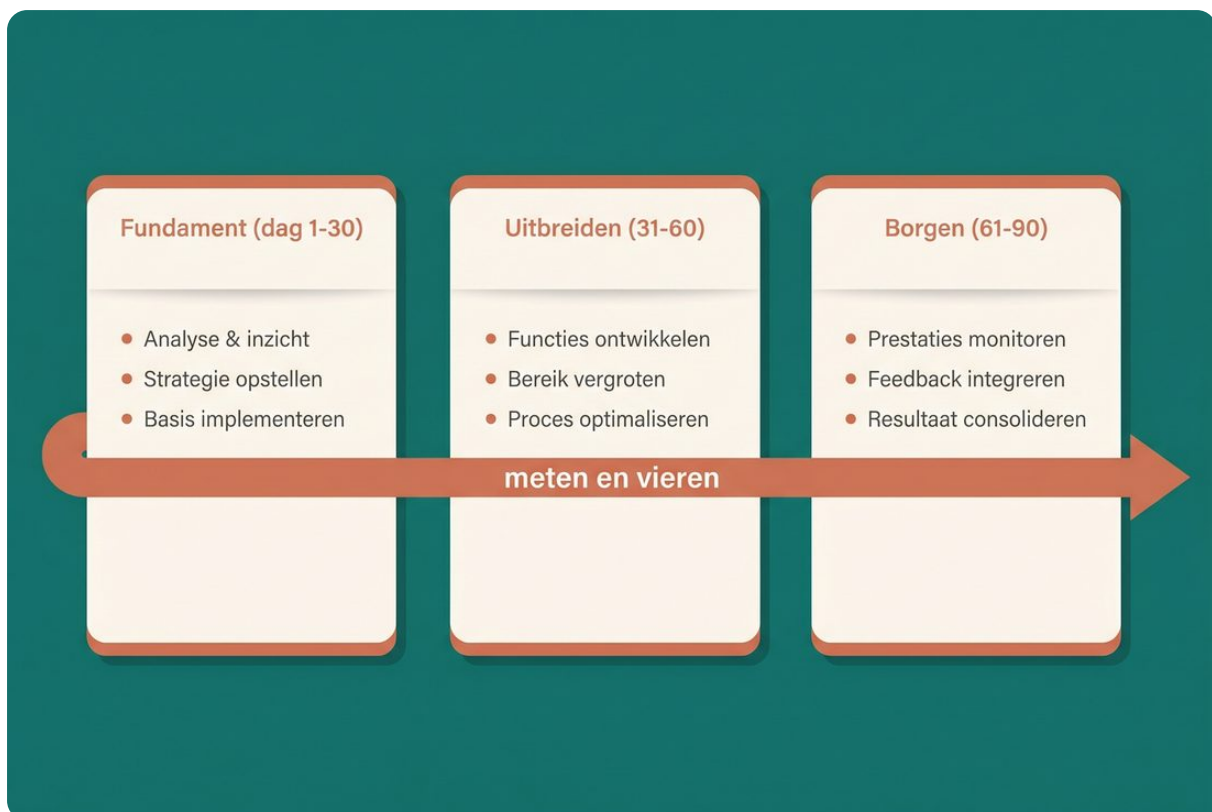 Fundament (dag 1-30)
Analyse & inzicht
Strategie opstellen
Basis implementeren
Uitbreiden (31-60)
Functies ontwikkelen
Bereik vergroten
Proces optimaliseren
Borgen (61-90)
Prestaties monitoren
Feedback integreren
Resultaat consolideren
meten en vieren